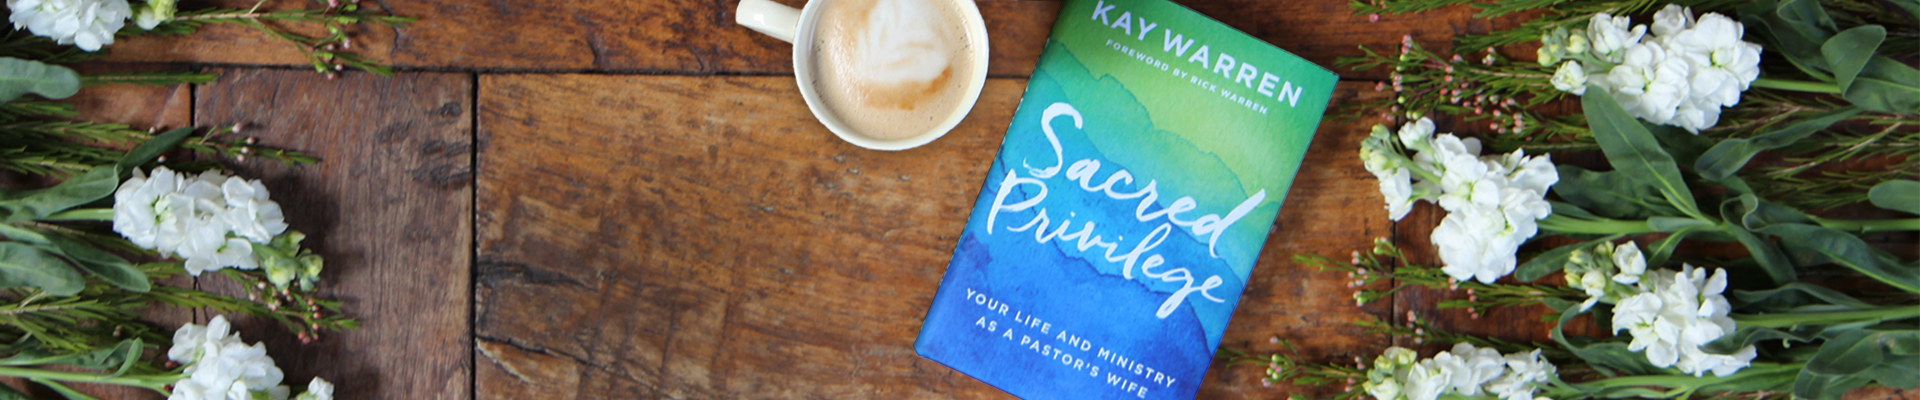 KAY WARREN
FOREWORD BY RICK WARREN
Sacred
Privilege
YOUR LIFE AND MINISTRY
AS A PASTOR'S WIFE